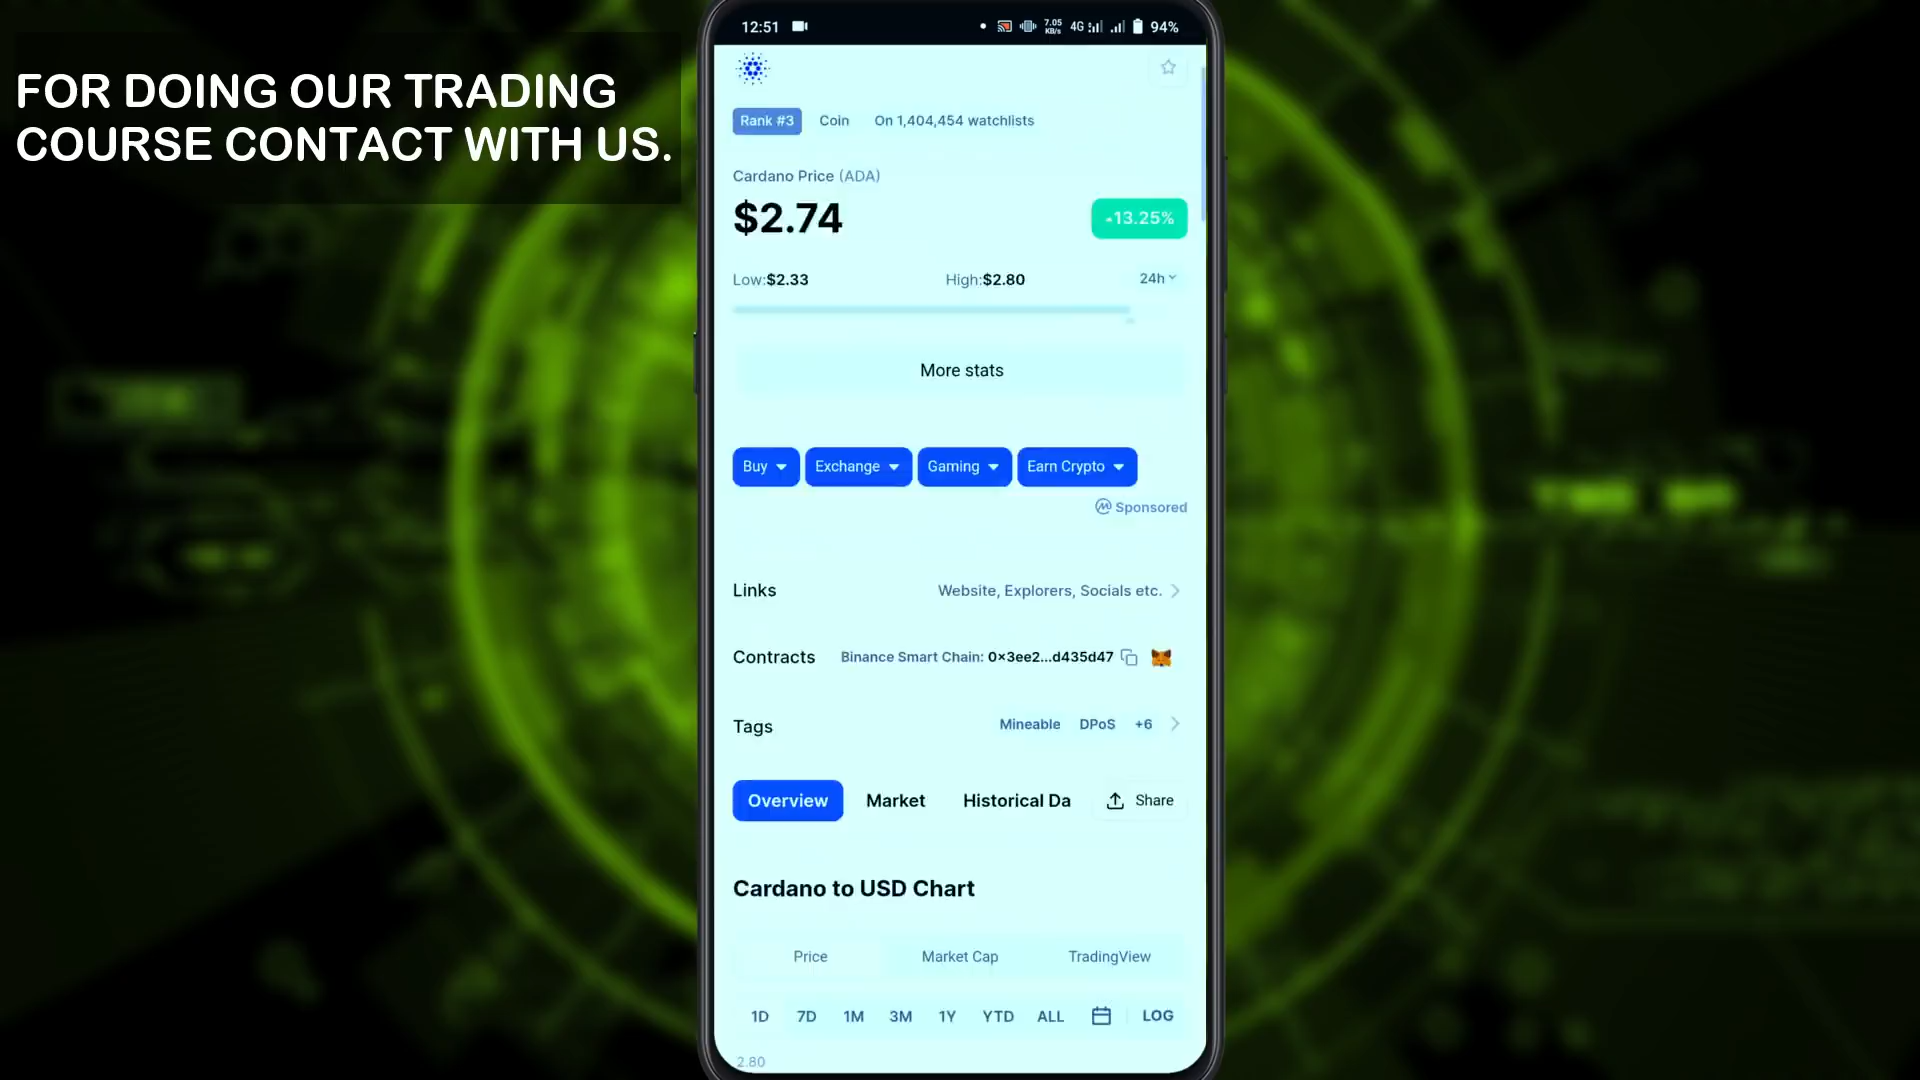 FOR DOING OUR TRADING
COURSE CONTACT WITH US.
12:51 7.05 KB/s 4G 94%
Rank #3 Coin On 1,404,454 watchlists
Cardano Price (ADA)
$2.74 13.25%
Low:$2.33 High:$2.80 24h
More stats
Buy Exchange Gaming Earn Crypto
Sponsored
Links Website, Explorers, Socials etc.
Contracts Binance Smart Chain: 0x3ee2...d435d47
Tags Mineable DPoS +6
Overview Market Historical Da Share
Cardano to USD Chart
Price Market Cap TradingView
1D 7D 1M 3M 1Y YTD ALL LOG
2.80